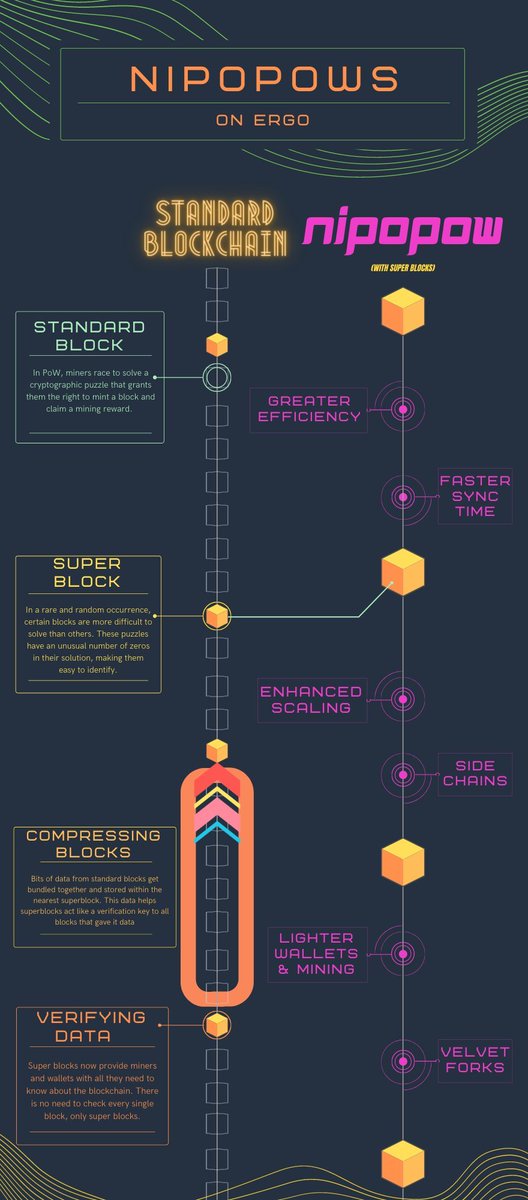 NIPOPOWS
ON ERGO
STANDARD
BLOCKCHAIN
nipopow
(WITH SUPER BLOCKS)
STANDARD
BLOCK
In PoW, miners race to solve a
cryptographic puzzle that grants
them the right to mint a block and
claim a mining reward.
GREATER
EFFICIENCY
FASTER
SYNC
TIME
SUPER
BLOCK
In a rare and random occurrence,
certain blocks are more difficult to
solve than others. These puzzles
have an unusual number of zeros
in their solution, making them
easy to identify.
ENHANCED
SCALING
SIDE
CHAINS
COMPRESSING
BLOCKS
Bits of data from standard blocks get
bundled together and stored within the
nearest superblock. This data helps
superblocks act like a verification key to all
blocks that gave it data
LIGHTER
WALLETS
& MINING
VERIFYING
DATA
Super blocks now provide miners
and wallets with all they need to
know about the blockchain. There
is no need to check every single
block, only super blocks.
VELVET
FORKS